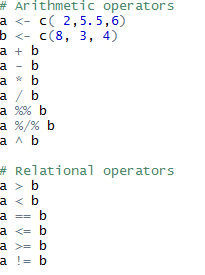 # Arithmetic operators
a <- c( 2,5.5,6)
b <- c(8, 3, 4)
a + b
a - b
a * b
a / b
a %% b
a %/% b
a ^ b
# Relational operators
a > b
a < b
a == b
a <= b
a >= b
a != b